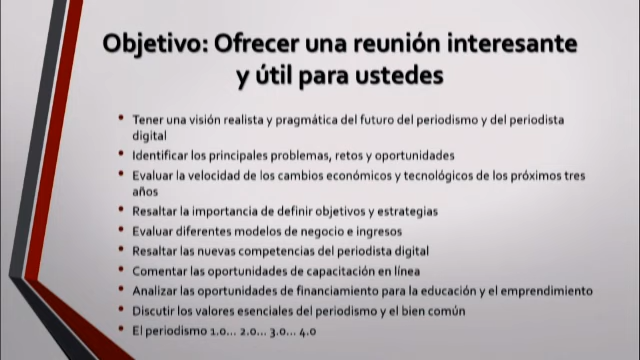 Objetivo: Ofrecer una reunión interesante
y útil para ustedes
• Tener una visión realista y pragmática del futuro del periodismo y del periodista
digital
• Identificar los principales problemas, retos y oportunidades
• Evaluar la velocidad de los cambios económicos y tecnológicos de los próximos tres
años
• Resaltar la importancia de definir objetivos y estrategias
• Evaluar diferentes modelos de negocio e ingresos
• Resaltar las nuevas competencias del periodista digital
• Comentar las oportunidades de capacitación en línea
• Analizar las oportunidades de financiamiento para la educación y el emprendimiento
• Discutir los valores esenciales del periodismo y el bien común
• El periodismo 1.0... 2.0... 3.0... 4.0